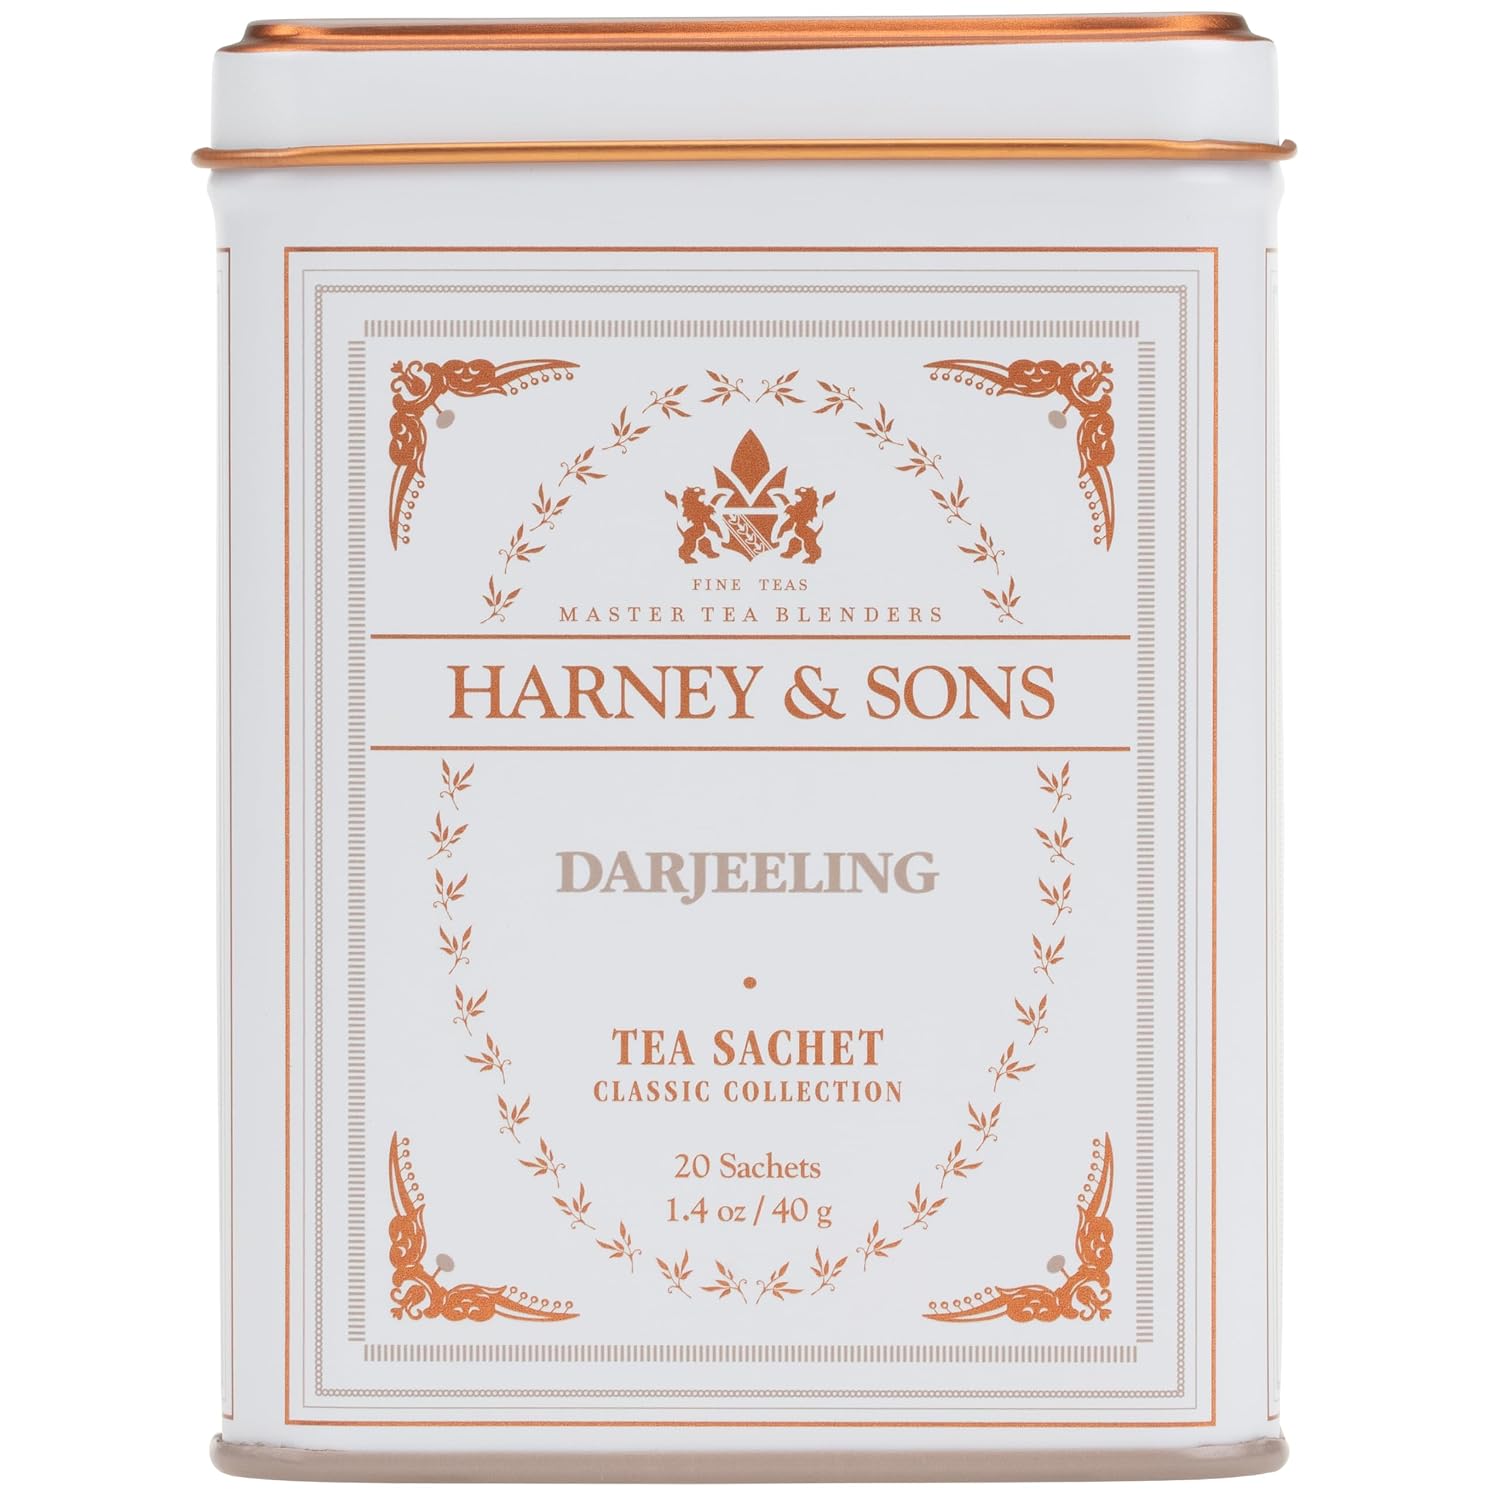 FINE TEAS
MASTER TEA BLENDERS
HARNEY & SONS
DARJEELING
TEA SACHET
CLASSIC COLLECTION
20 Sachets
1.4 oz / 40 g